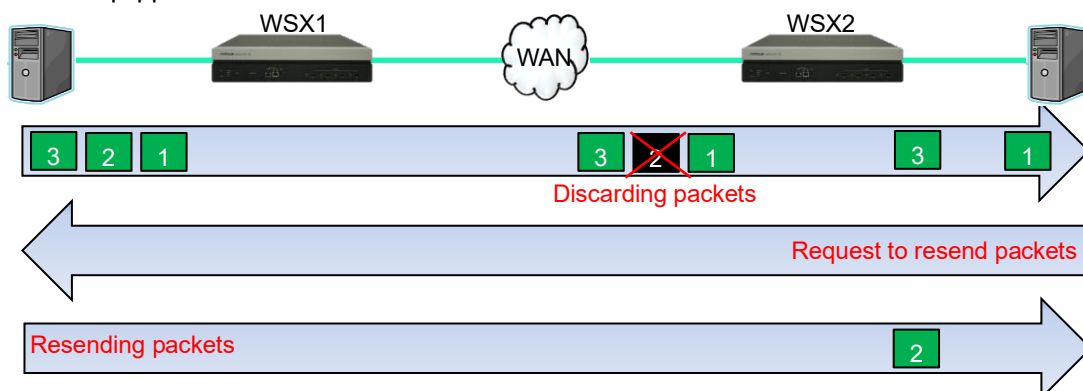 WSX1
WSX2
WAN
3 2 1 3 2 1 3 1
Discarding packets
Request to resend packets
Resending packets
2